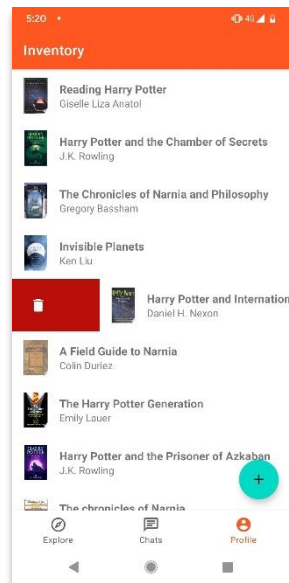 5:20
4G
Inventory
Reading Harry Potter
Giselle Liza Anatol
Harry Potter and the Chamber of Secrets
J.K. Rowling
The Chronicles of Narnia and Philosophy
Gregory Bassham
Invisible Planets
Ken Liu
Harry Potter and Internation
Daniel H. Nexon
A Field Guide to Narnia
Colin Duriez
The Harry Potter Generation
Emily Lauer
Harry Potter and the Prisoner of Azkaban
J.K. Rowling
The chronicles of Narnia
Explore
Chats
Profile